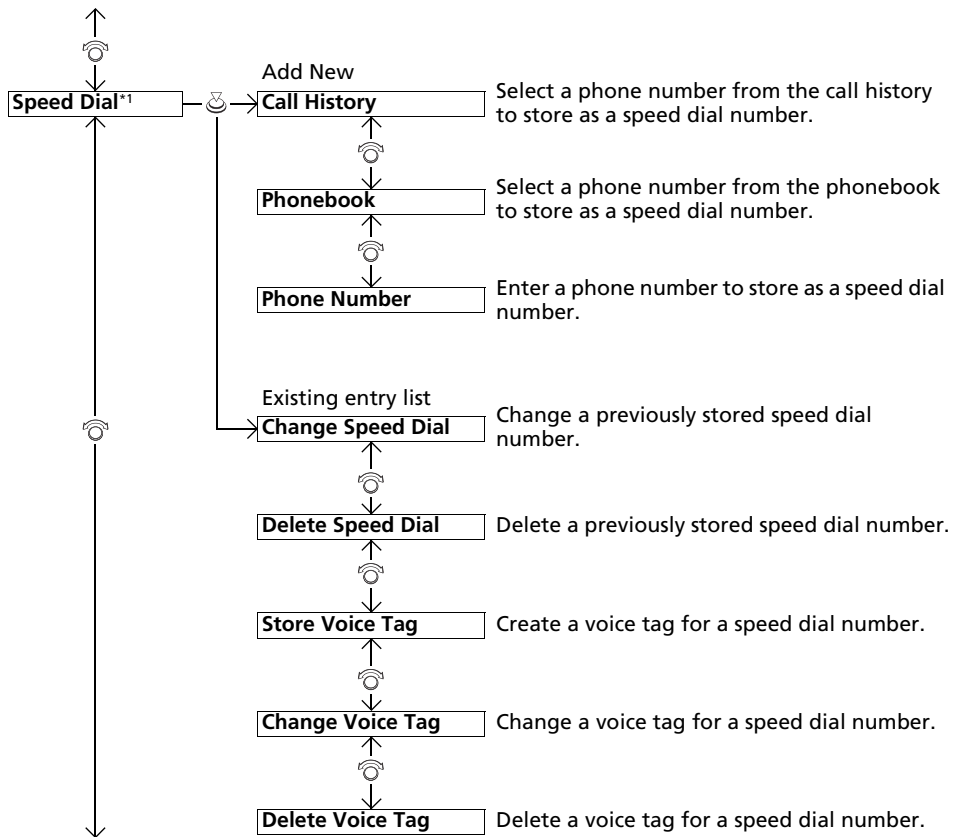 Add New
Speed Dial*1
Call History
Select a phone number from the call history
to store as a speed dial number.
Phonebook
Select a phone number from the phonebook
to store as a speed dial number.
Phone Number
Enter a phone number to store as a speed dial
number.
Existing entry list
Change Speed Dial
Change a previously stored speed dial
number.
Delete Speed Dial
Delete a previously stored speed dial number.
Store Voice Tag
Create a voice tag for a speed dial number.
Change Voice Tag
Change a voice tag for a speed dial number.
Delete Voice Tag
Delete a voice tag for a speed dial number.